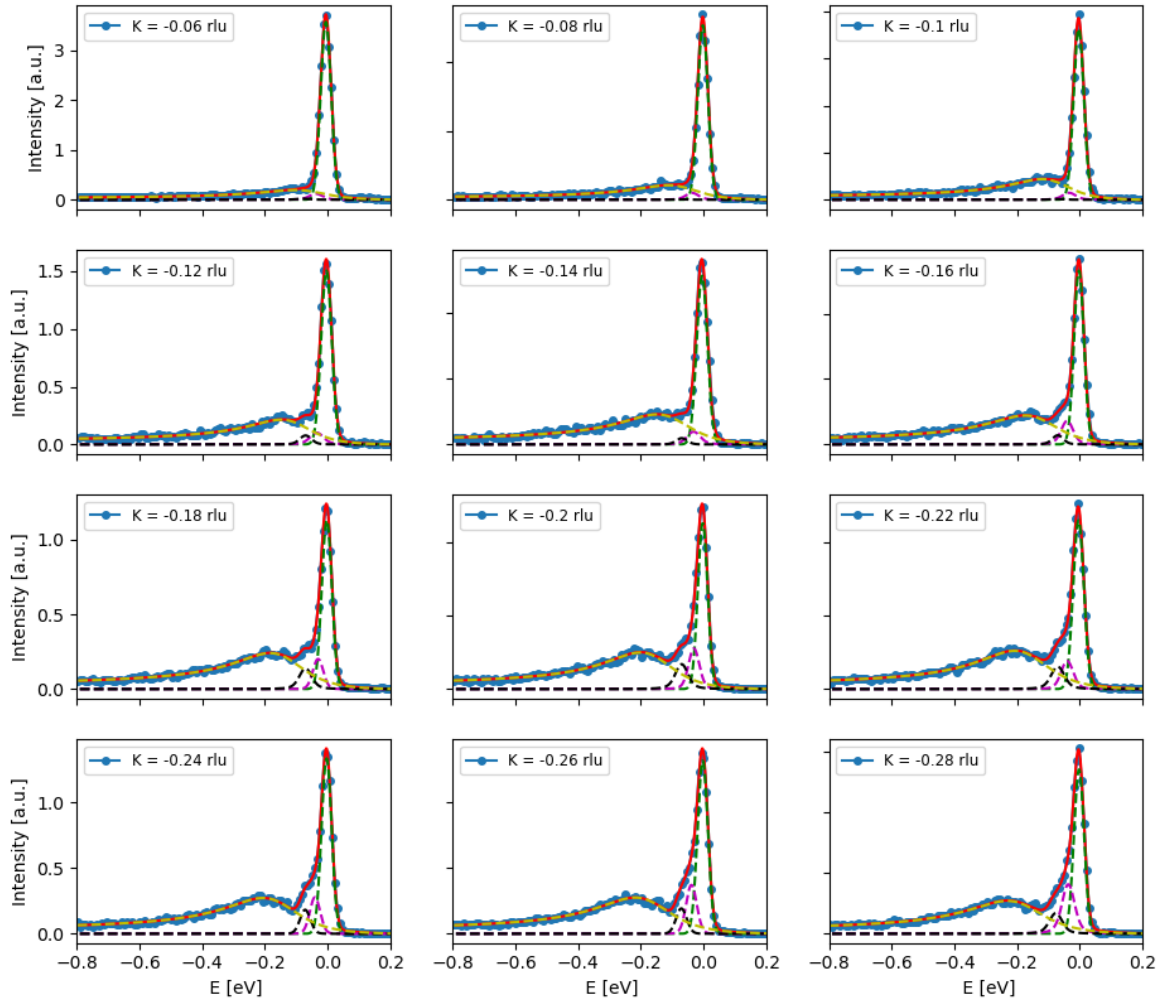 K = -0.06 rlu
K = -0.08 rlu
K = -0.1 rlu
Intensity [a.u.]
3
2
1
0
K = -0.12 rlu
K = -0.14 rlu
K = -0.16 rlu
Intensity [a.u.]
1.5
1.0
0.5
0.0
K = -0.18 rlu
K = -0.2 rlu
K = -0.22 rlu
Intensity [a.u.]
1.0
0.5
0.0
K = -0.24 rlu
K = -0.26 rlu
K = -0.28 rlu
Intensity [a.u.]
1.0
0.5
0.0
−0.8 −0.6 −0.4 −0.2 0.0 0.2
−0.8 −0.6 −0.4 −0.2 0.0 0.2
−0.8 −0.6 −0.4 −0.2 0.0 0.2
E [eV]
E [eV]
E [eV]